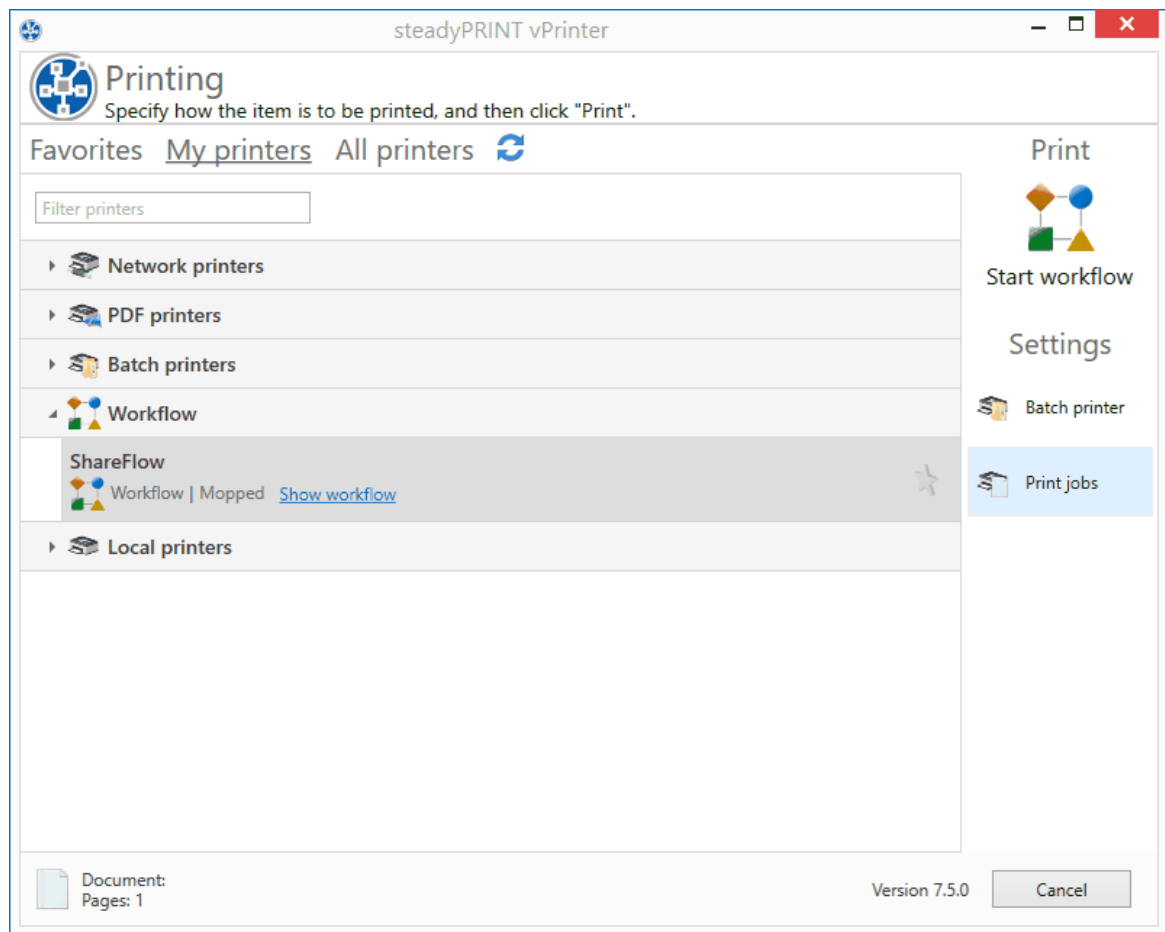 steadyPRINT vPrinter
Printing
Specify how the item is to be printed, and then click "Print".
Favorites My printers All printers
Filter printers
Network printers
PDF printers
Batch printers
Workflow
ShareFlow
Workflow | Mopped Show workflow
Local printers
Print
Start workflow
Settings
Batch printer
Print jobs
Document:
Pages: 1
Version 7.5.0
Cancel